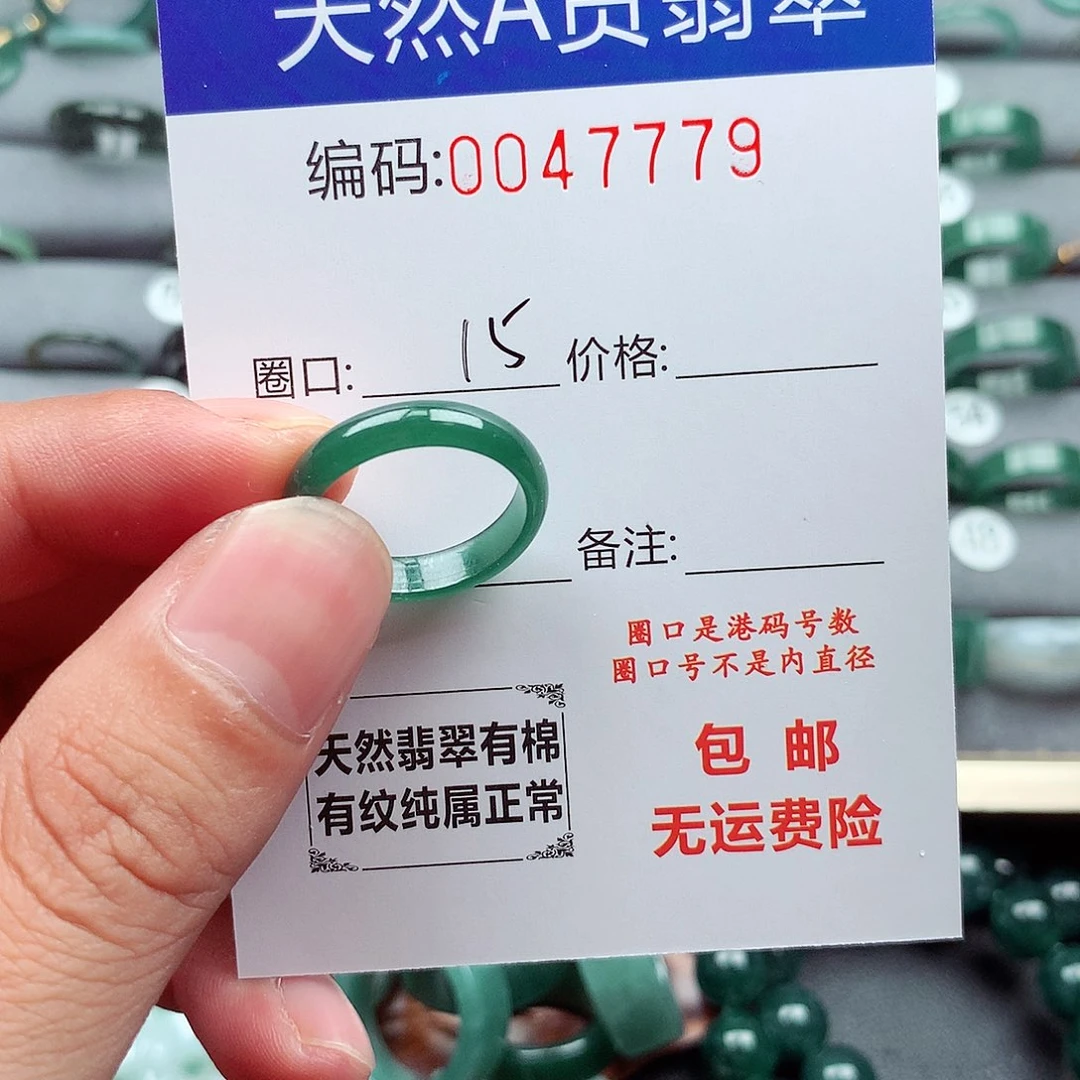 天然A货翡翠
编码:0047779
圈口: 15 价格:
备注:
圈口是港码号数
圈口号不是内直径
天然翡翠有棉
有纹纯属正常
包 邮
无运费险